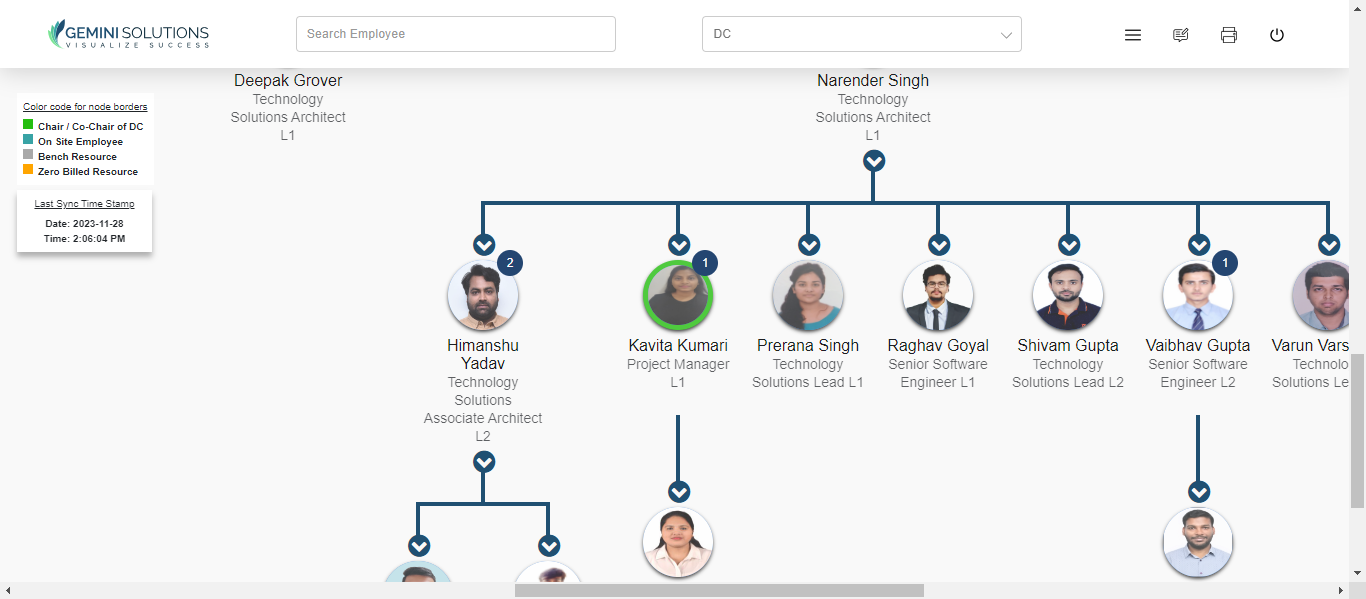 GEMINI SOLUTIONS
VISUALIZE SUCCESS
Search Employee
DC
Color code for node borders
Chair / Co-Chair of DC
On Site Employee
Bench Resource
Zero Billed Resource
Last Sync Time Stamp
Date: 2023-11-28
Time: 2:06:04 PM
Deepak Grover
Technology
Solutions Architect
L1
Narender Singh
Technology
Solutions Architect
L1
2
Himanshu
Yadav
Technology
Solutions
Associate Architect
L2
1
Kavita Kumari
Project Manager
L1
Prerana Singh
Technology
Solutions Lead L1
Raghav Goyal
Senior Software
Engineer L1
Shivam Gupta
Technology
Solutions Lead L2
1
Vaibhav Gupta
Senior Software
Engineer L2
Varun Vars
Technolo
Solutions Le